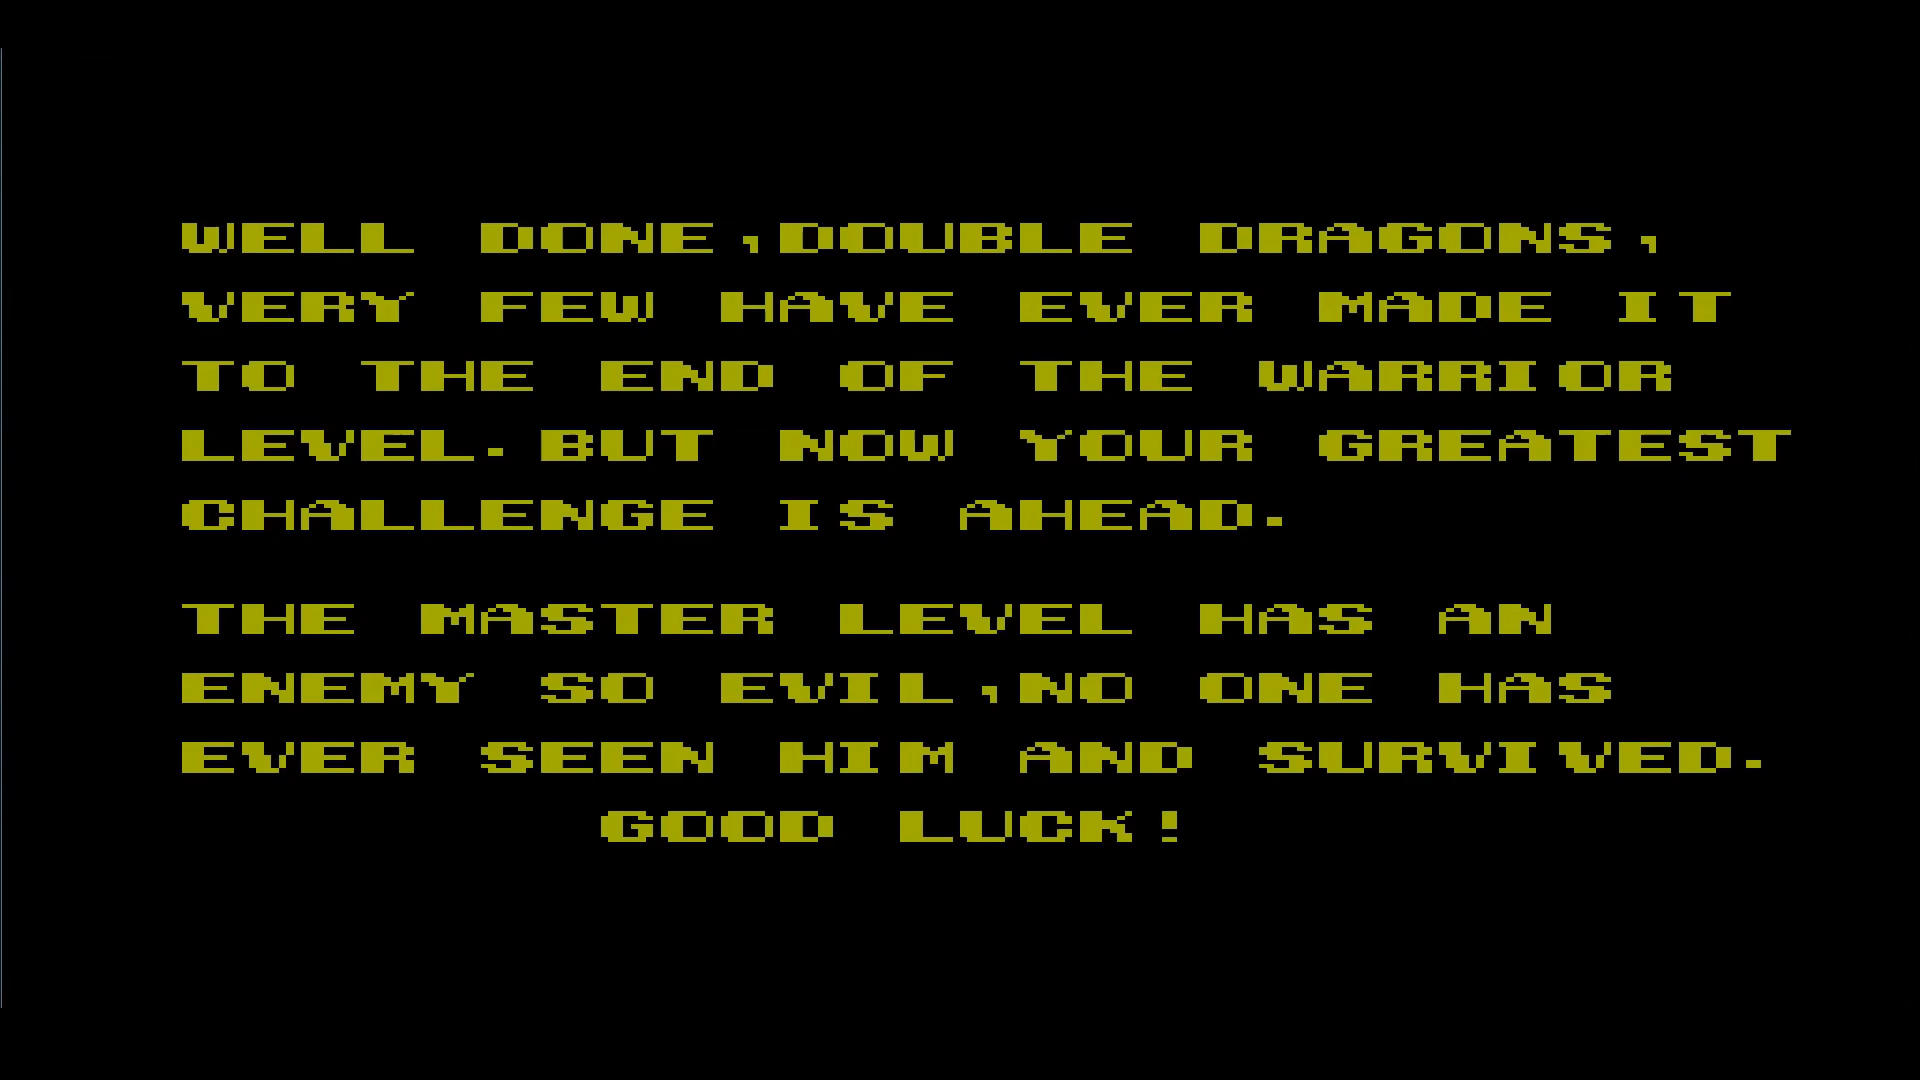 WELL DONE,DOUBLE DRAGONS,
VERY FEW HAVE EVER MADE IT
TO THE END OF THE WARRIOR
LEVEL.BUT NOW YOUR GREATEST
CHALLENGE IS AHEAD.
THE MASTER LEVEL HAS AN
ENEMY SO EVIL,NO ONE HAS
EVER SEEN HIM AND SURVIVED.
GOOD LUCK!